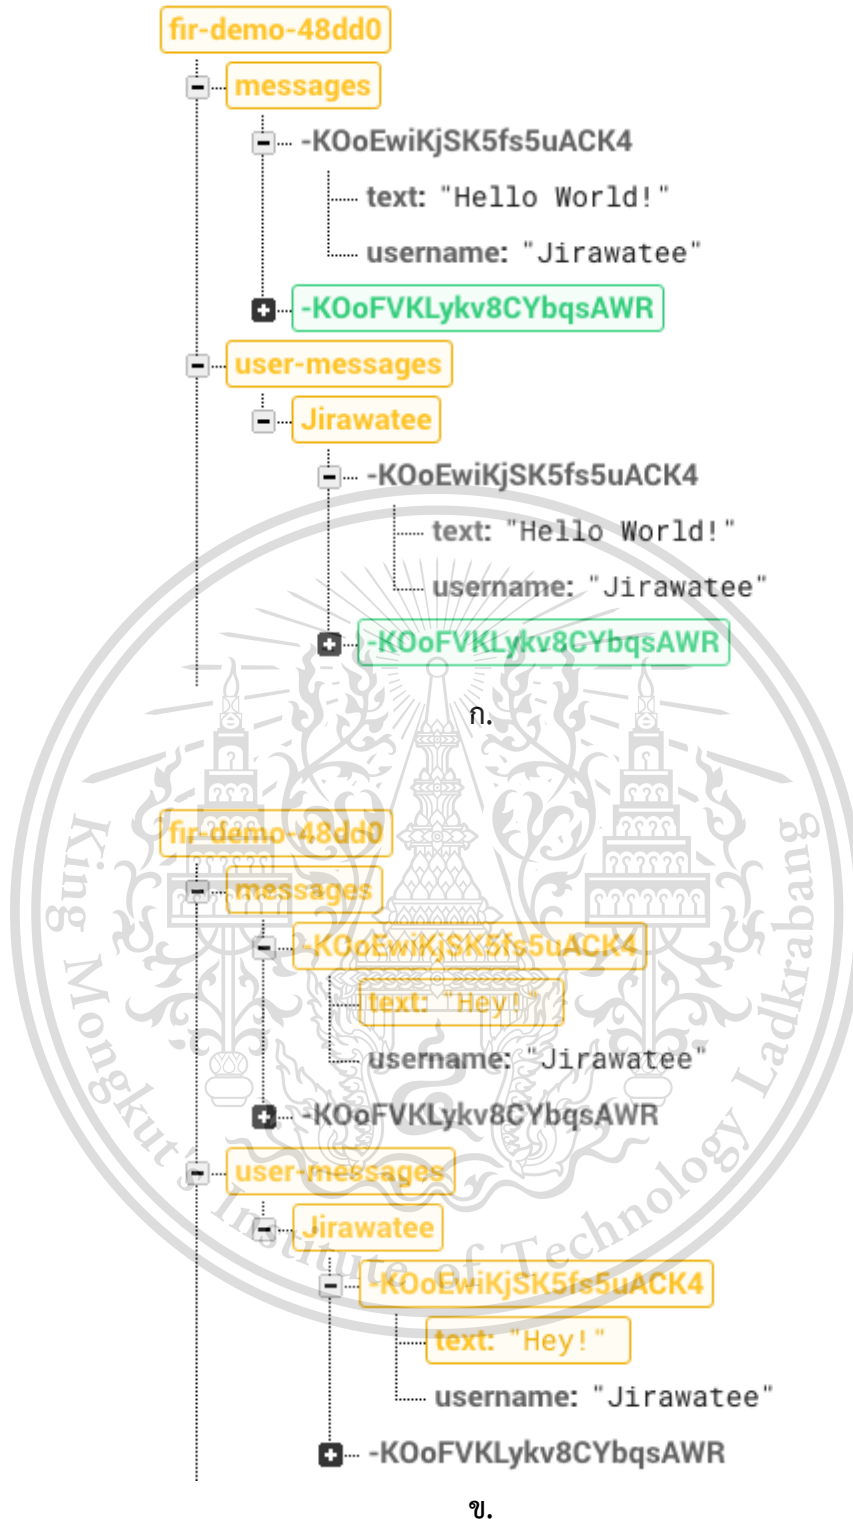 fir-demo-48dd0
messages
-KOoEwiKjSK5fs5uACK4
text: "Hello World!"
username: "Jirawatee"
-KOoFVKLykv8CYbqsAWR
user-messages
Jirawatee
-KOoEwiKjSK5fs5uACK4
text: "Hello World!"
username: "Jirawatee"
-KOoFVKLykv8CYbqsAWR
ก.
fir-demo-48dd0
messages
-KOoEwiKjSK5fs5uACK4
text: "Hey!"
username: "Jirawatee"
-KOoFVKLykv8CYbqsAWR
user-messages
Jirawatee
-KOoEwiKjSK5fs5uACK4
text: "Hey!"
username: "Jirawatee"
-KOoFVKLykv8CYbqsAWR
ข.
King Mongkut's Institute of Technology Ladkrabang